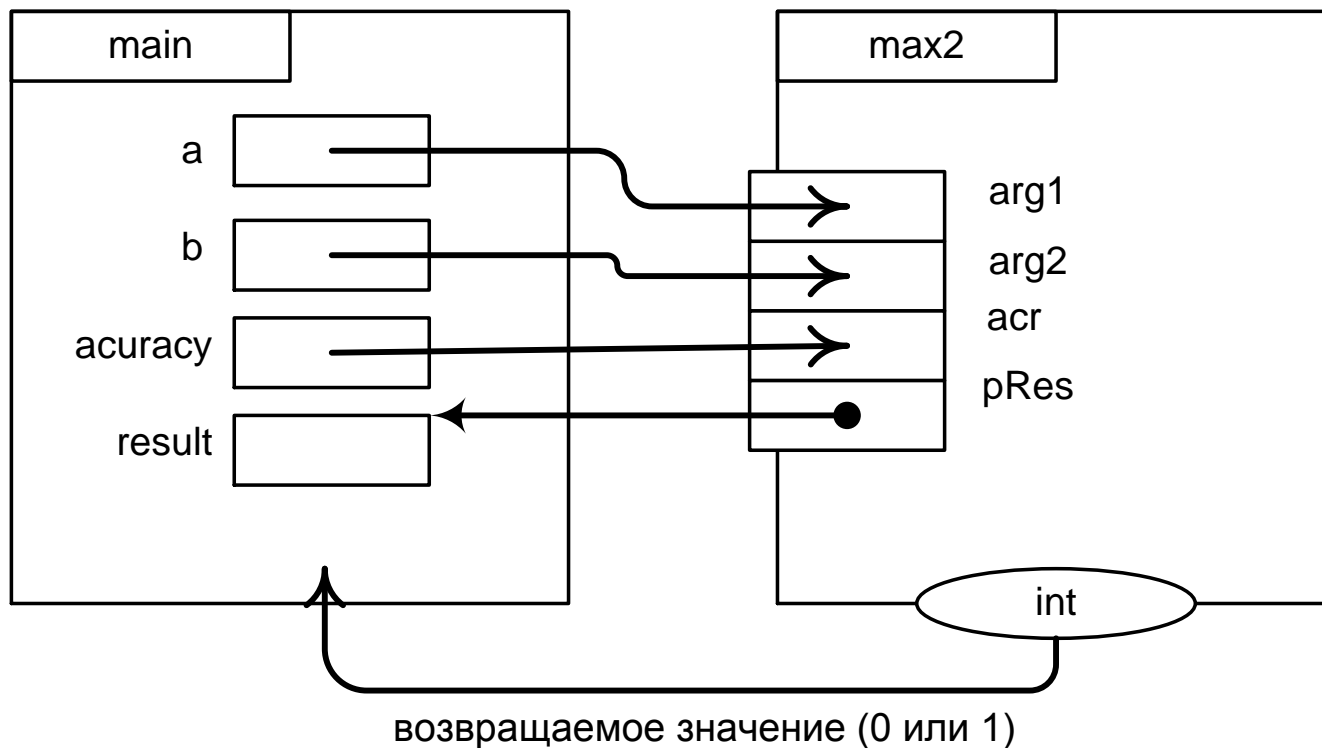 main
a
b
acuracy
result
max2
arg1
arg2
acr
pRes
int
возвращаемое значение (0 или 1)